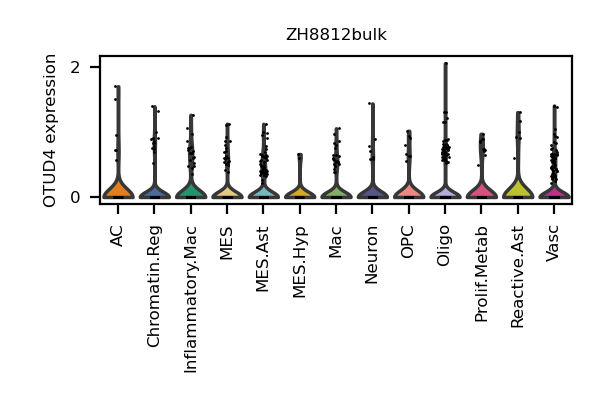 ZH8812bulk
OTUD4 expression
2
0
AC
Chromatin.Reg
Inflammatory.Mac
MES
MES.Ast
MES.Hyp
Mac
Neuron
OPC
Oligo
Prolif.Metab
Reactive.Ast
Vasc